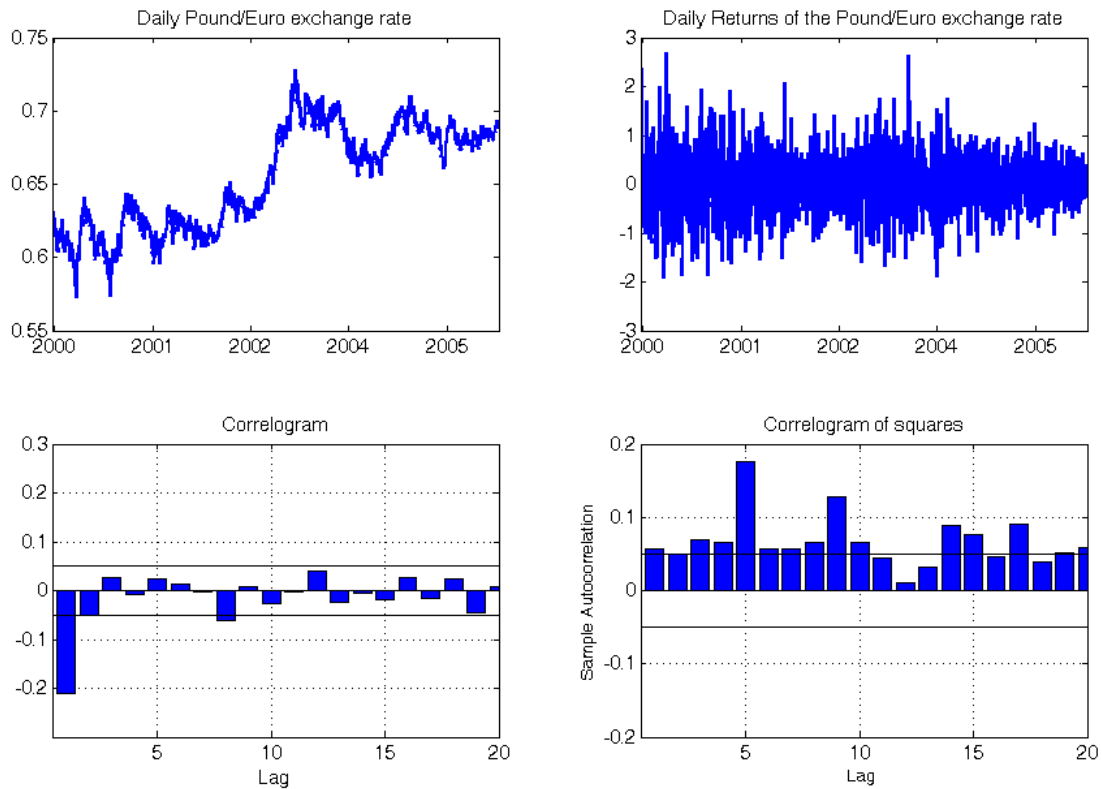 Daily Pound/Euro exchange rate
0.75
0.7
0.65
0.6
0.55
2000 2001 2002 2004 2005
Daily Returns of the Pound/Euro exchange rate
3
2
1
0
-1
-2
-3
2000 2001 2002 2004 2005
Correlogram
0.3
0.2
0.1
0
-0.1
-0.2
5 10 15 20
Lag
Correlogram of squares
Sample Autocorrelation
0.2
0.1
0
-0.1
-0.2
5 10 15 20
Lag